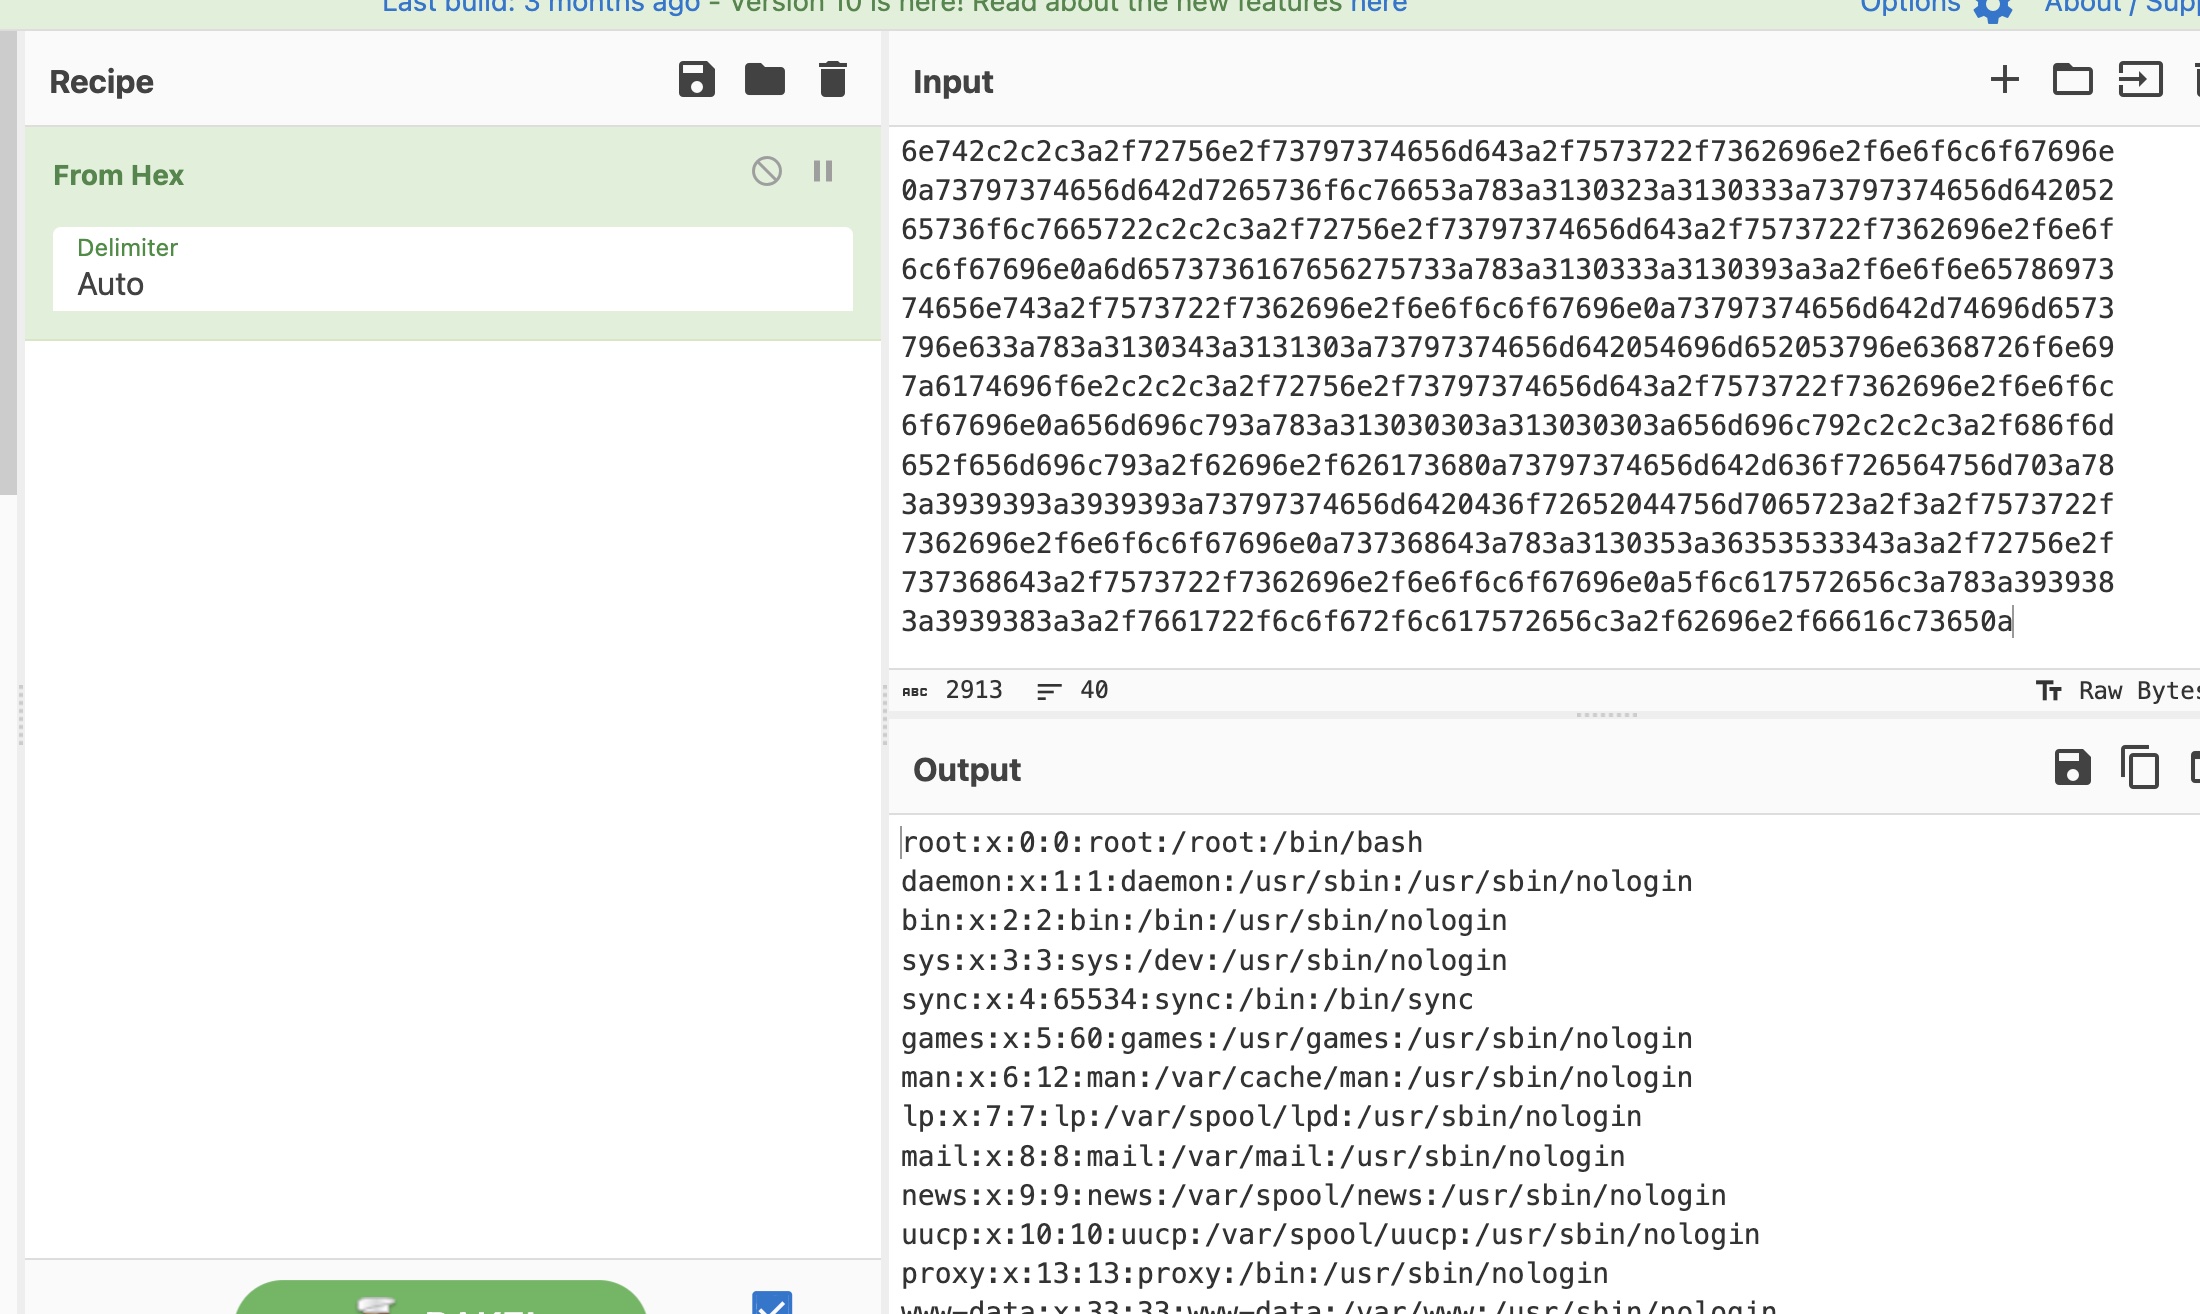 Last build: 3 months ago - Version 10 is here! Read about the new features here
Options
About / Supp
Recipe
From Hex
Delimiter
Auto
Input
6e742c2c2c3a2f72756e2f73797374656d643a2f7573722f7362696e2f6e6f6c6f67696e
0a73797374656d642d7265736f6c76653a783a3130323a3130333a73797374656d642052
65736f6c7665722c2c2c3a2f72756e2f73797374656d643a2f7573722f7362696e2f6e6f
6c6f67696e0a6d6573736167656275733a783a3130333a3130393a3a2f6e6f6e65786973
74656e743a2f7573722f7362696e2f6e6f6c6f67696e0a73797374656d642d74696d6573
796e633a783a3130343a3131303a73797374656d642054696d652053796e6368726f6e69
7a6174696f6e2c2c2c3a2f72756e2f73797374656d643a2f7573722f7362696e2f6e6f6c
6f67696e0a656d696c793a783a313030303a313030303a656d696c792c2c2c3a2f686f6d
652f656d696c793a2f62696e2f626173680a73797374656d642d636f726564756d703a78
3a3939393a3939393a73797374656d6420436f72652044756d7065723a2f3a2f7573722f
7362696e2f6e6f6c6f67696e0a737368643a783a3130353a36353533343a3a2f72756e2f
737368643a2f7573722f7362696e2f6e6f6c6f67696e0a5f6c617572656c3a783a393938
3a3939383a3a2f7661722f6c6f672f6c617572656c3a2f62696e2f66616c73650a
ABC 2913 40
Raw Bytes
Output
root:x:0:0:root:/root:/bin/bash
daemon:x:1:1:daemon:/usr/sbin:/usr/sbin/nologin
bin:x:2:2:bin:/bin:/usr/sbin/nologin
sys:x:3:3:sys:/dev:/usr/sbin/nologin
sync:x:4:65534:sync:/bin:/bin/sync
games:x:5:60:games:/usr/games:/usr/sbin/nologin
man:x:6:12:man:/var/cache/man:/usr/sbin/nologin
lp:x:7:7:lp:/var/spool/lpd:/usr/sbin/nologin
mail:x:8:8:mail:/var/mail:/usr/sbin/nologin
news:x:9:9:news:/var/spool/news:/usr/sbin/nologin
uucp:x:10:10:uucp:/var/spool/uucp:/usr/sbin/nologin
proxy:x:13:13:proxy:/bin:/usr/sbin/nologin
www-data:x:33:33:www-data:/var/www:/usr/sbin/nologin
BAKE!